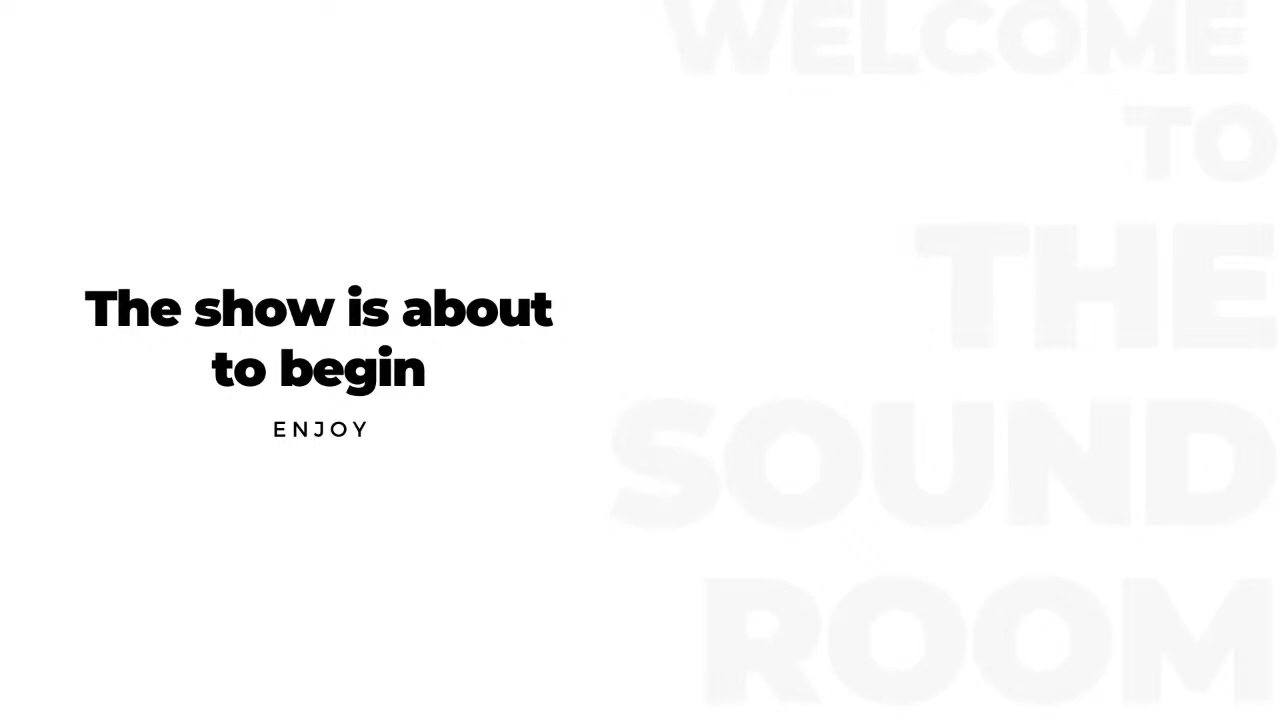 The show is about
to begin
ENJOY
WELCOME
TO
THE
SOUND
ROOM